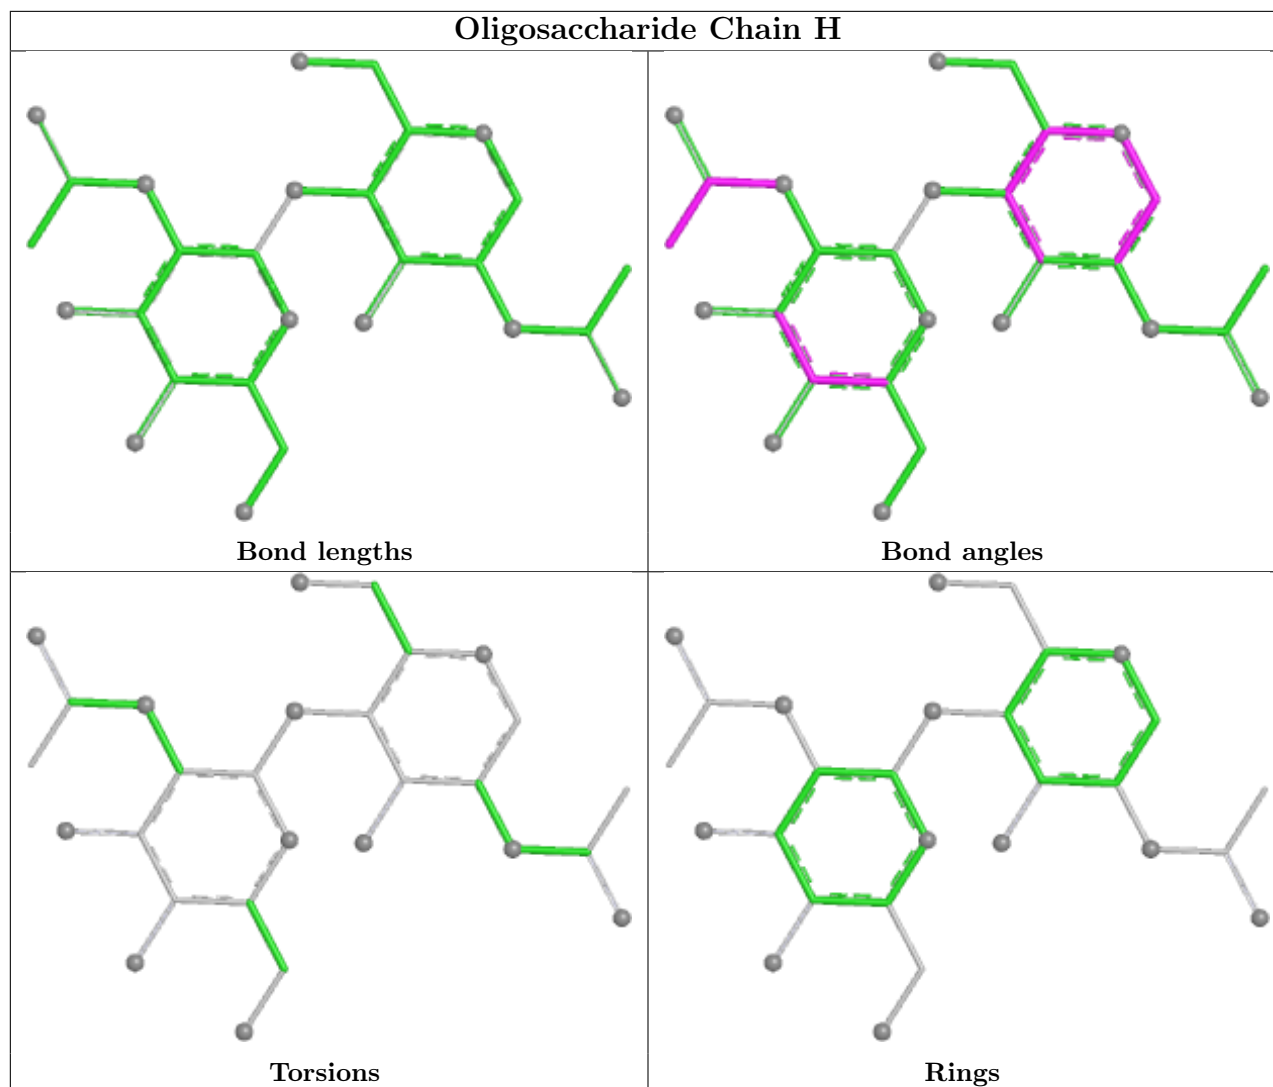 Oligosaccharide Chain H
Bond lengths
Bond angles
Torsions
Rings